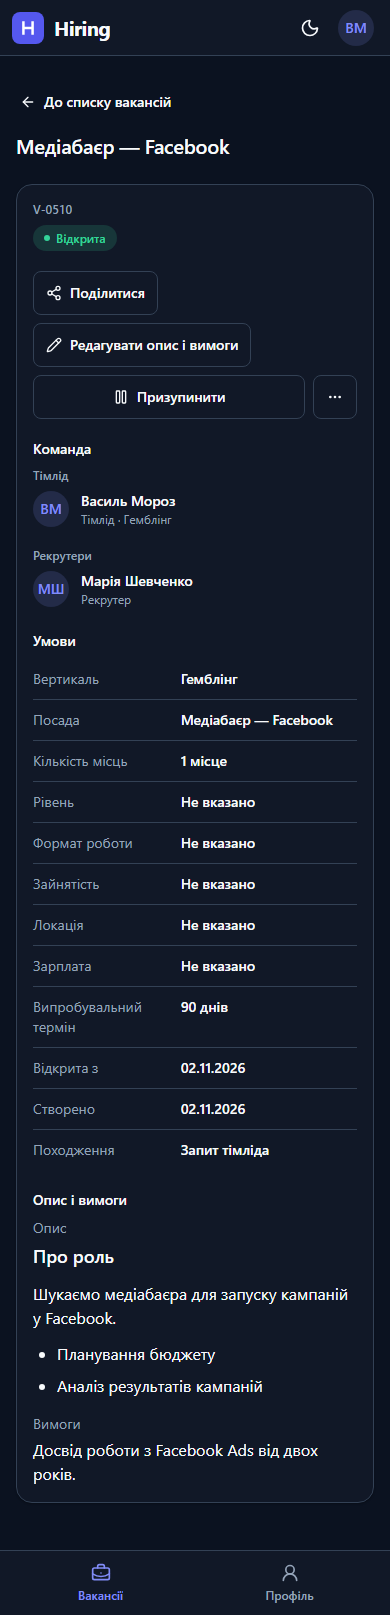 H Hiring ВМ
До списку вакансій
Медіабаєр — Facebook
V-0510
Відкрита
Поділитися
Редагувати опис і вимоги
Призупинити ...
Команда
Тімлід
ВМ Василь Мороз
Тімлід · Гемблінг
Рекрутери
МШ Марія Шевченко
Рекрутер
Умови
Вертикаль Гемблінг
Посада Медіабаєр — Facebook
Кількість місць 1 місце
Рівень Не вказано
Формат роботи Не вказано
Зайнятість Не вказано
Локація Не вказано
Зарплата Не вказано
Випробувальний 90 днів
термін
Відкрита з 02.11.2026
Створено 02.11.2026
Походження Запит тімліда
Опис і вимоги
Опис
Про роль
Шукаємо медіабаєра для запуску кампаній
у Facebook.
• Планування бюджету
• Аналіз результатів кампаній
Вимоги
Досвід роботи з Facebook Ads від двох
років.
Вакансії Профіль